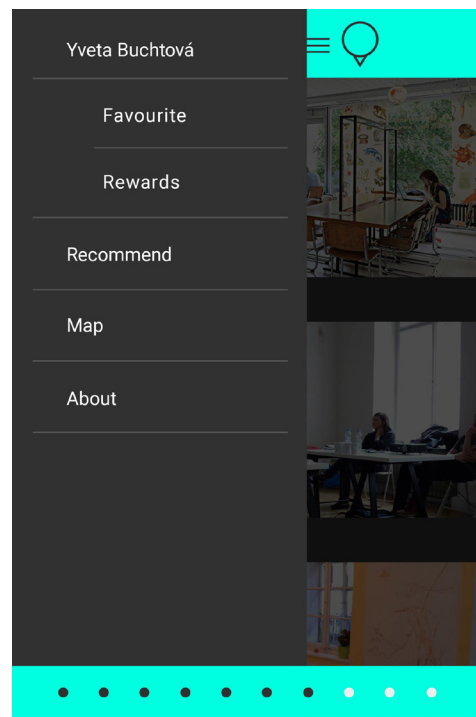 Yveta Buchtová
Favourite
Rewards
Recommend
Map
About